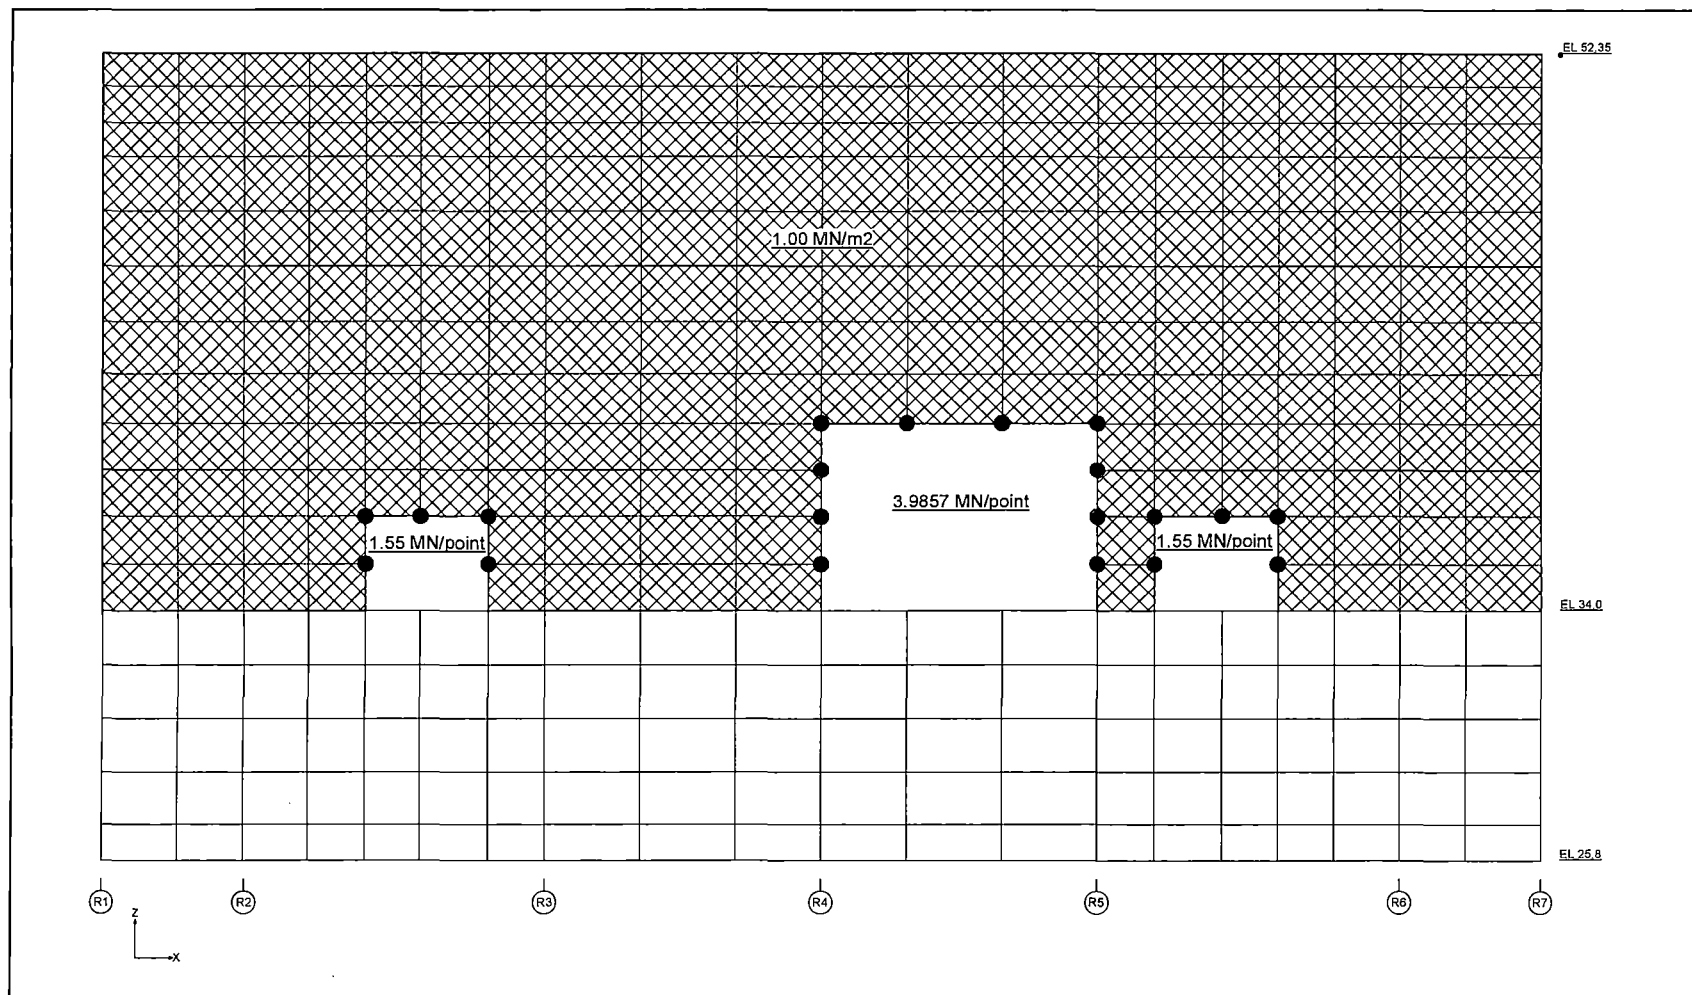 EL 52,35
1.00 MN/m2
3.9857 MN/point
1.55 MN/point
1.55 MN/point
EL 34.0
EL 25,8
R1 R2 R3 R4 R5 R6 R7
z
x